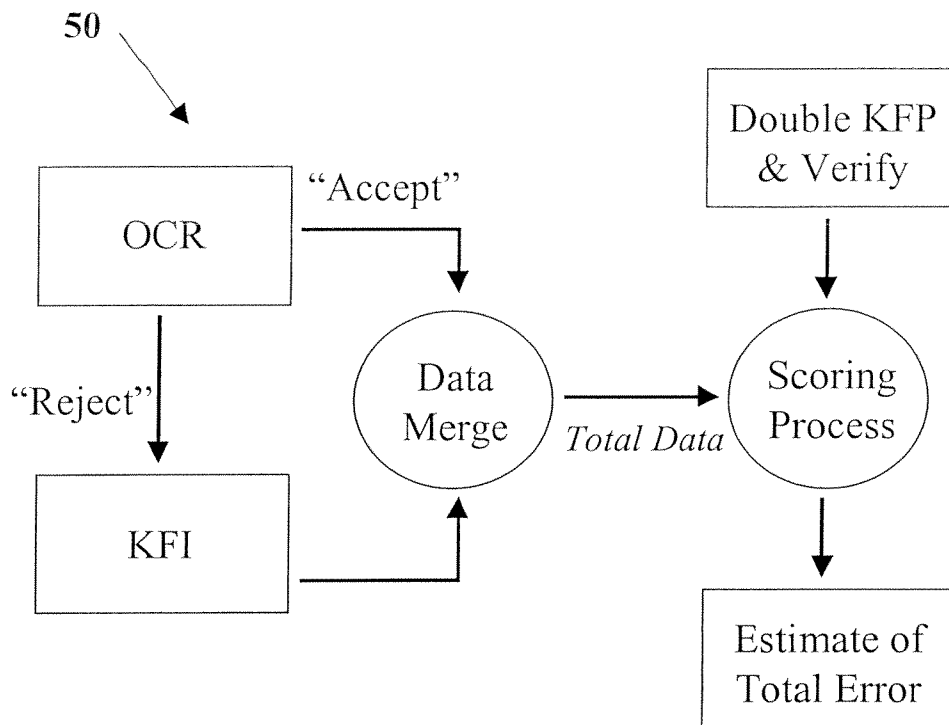 50
Double KFP
& Verify
“Accept”
OCR
“Reject”
Data
Merge
Scoring
Process
Total Data
KFI
Estimate of
Total Error